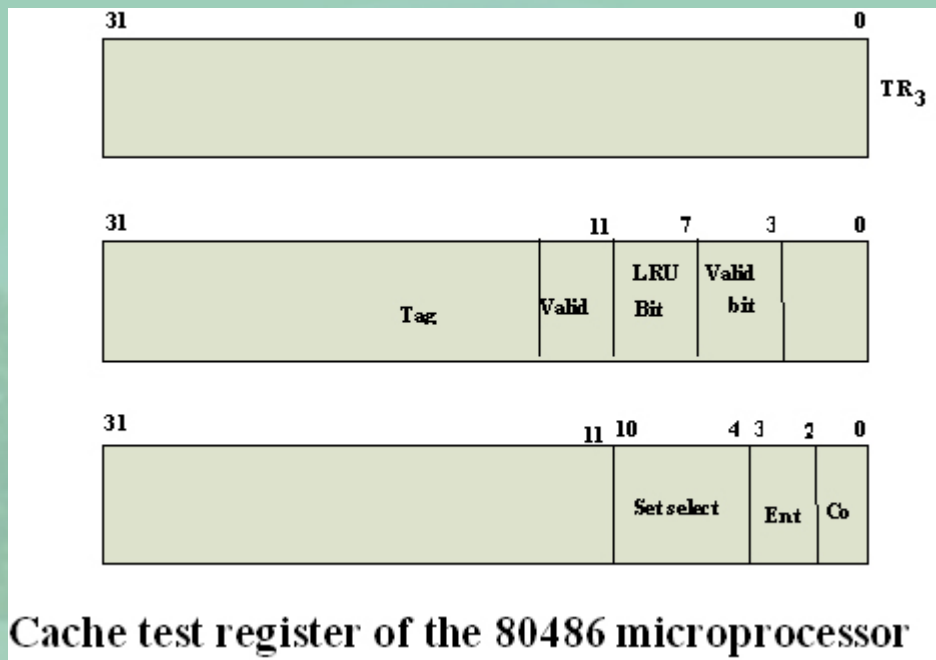 31 0
TR3
31 11 7 3 0
Tag Valid LRU Bit Valid bit
31 11 10 4 3 2 0
Set select Ent Co
Cache test register of the 80486 microprocessor